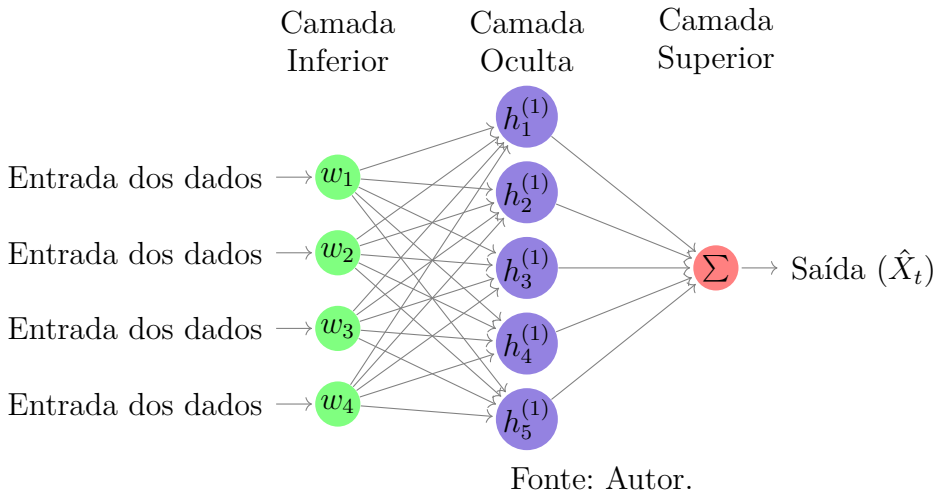 Camada
Inferior
Camada
Oculta
Camada
Superior
Entrada dos dados
w₁
Entrada dos dados
w₂
Entrada dos dados
w₃
Entrada dos dados
w₄
h₁⁽¹⁾
h₂⁽¹⁾
h₃⁽¹⁾
h₄⁽¹⁾
h₅⁽¹⁾
∑
Saída (X̂ₜ)
Fonte: Autor.